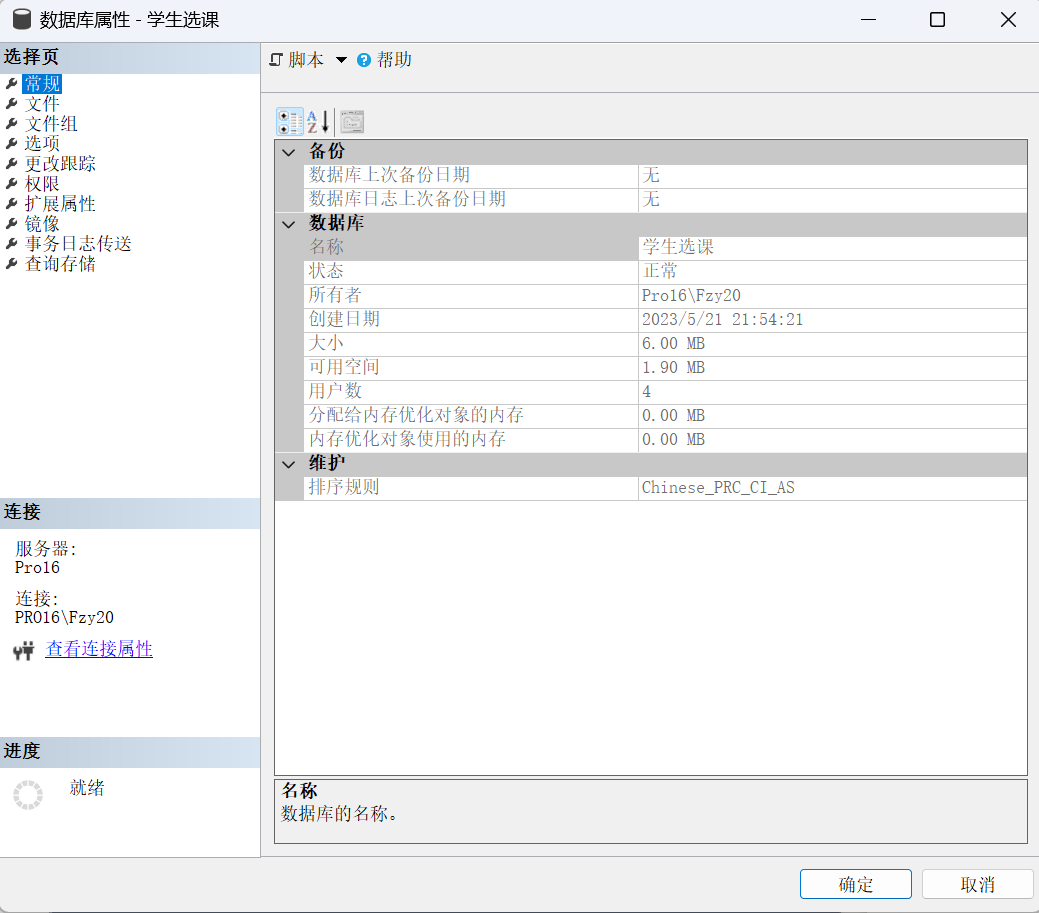 数据库属性 - 学生选课
选择页
常规
文件
文件组
选项
更改跟踪
权限
扩展属性
镜像
事务日志传送
查询存储
连接
服务器:
Pro16
连接:
PRO16\Fzy20
查看连接属性
进度
就绪
脚本 帮助
备份
数据库上次备份日期 无
数据库日志上次备份日期 无
数据库
名称 学生选课
状态 正常
所有者 Pro16\Fzy20
创建日期 2023/5/21 21:54:21
大小 6.00 MB
可用空间 1.90 MB
用户数 4
分配给内存优化对象的内存 0.00 MB
内存优化对象使用的内存 0.00 MB
维护
排序规则 Chinese_PRC_CI_AS
名称
数据库的名称。
确定 取消